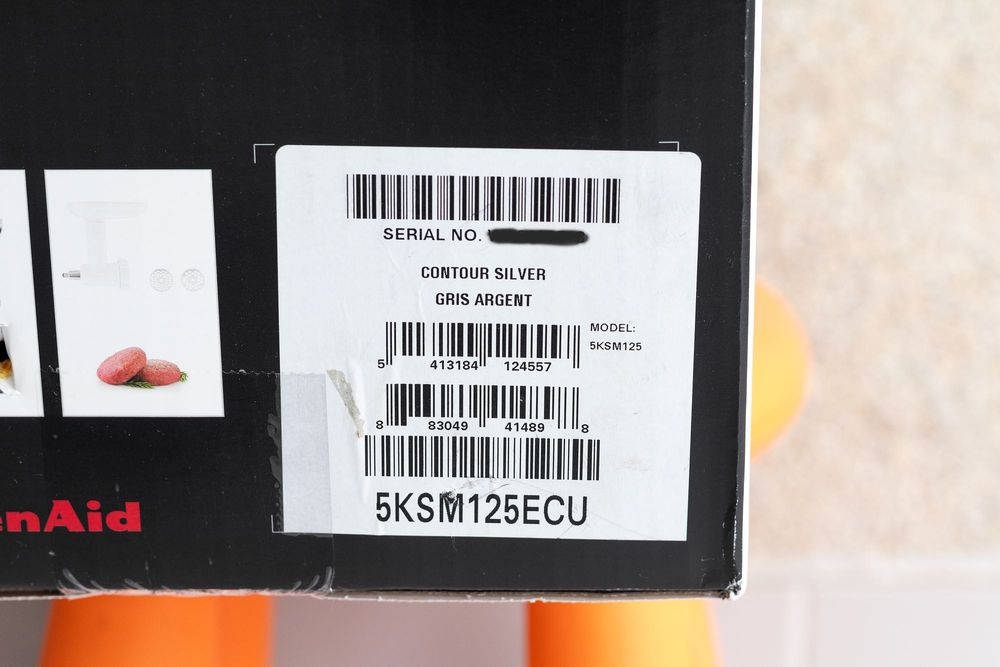 SERIAL NO.
CONTOUR SILVER
GRIS ARGENT
MODEL:
5KSM125
5 413184 124557
8 83049 41489 8
5KSM125ECU
enAid